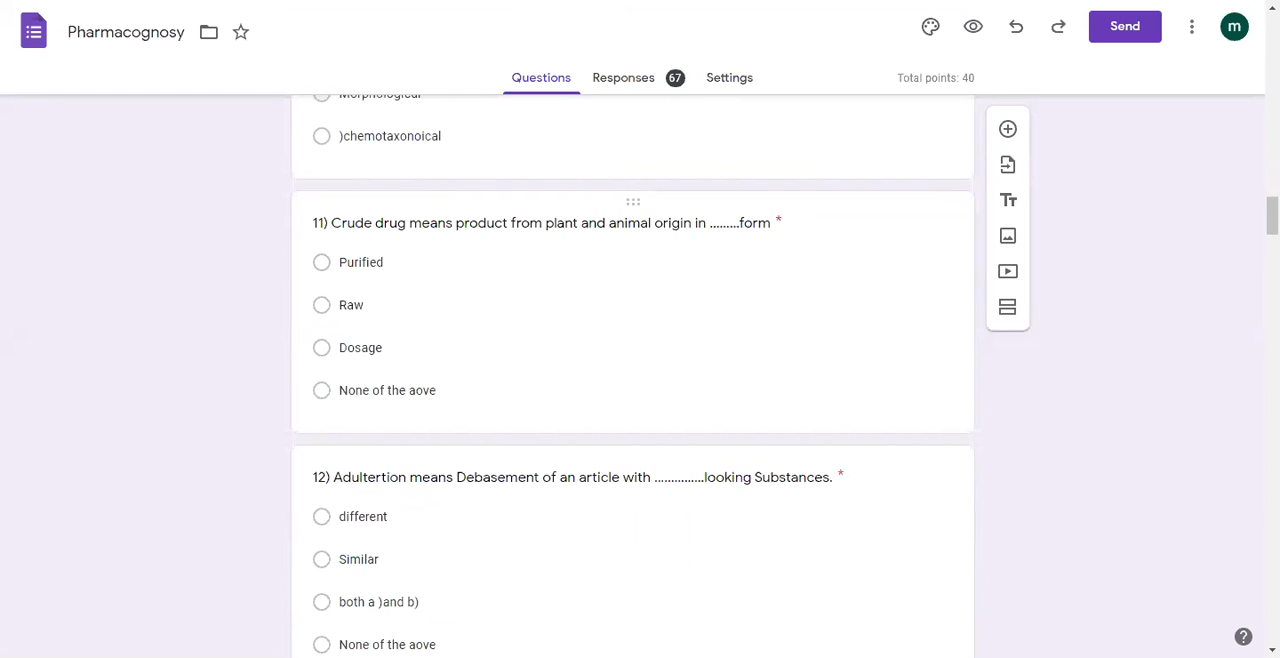 Pharmacognosy
Send
m
Questions
Responses 67
Settings
Total points: 40
Morphological
)chemotaxonoical
11) Crude drug means product from plant and animal origin in .........form *
Purified
Raw
Dosage
None of the aove
12) Adultertion means Debasement of an article with ...............looking Substances. *
different
Similar
both a )and b)
None of the aove